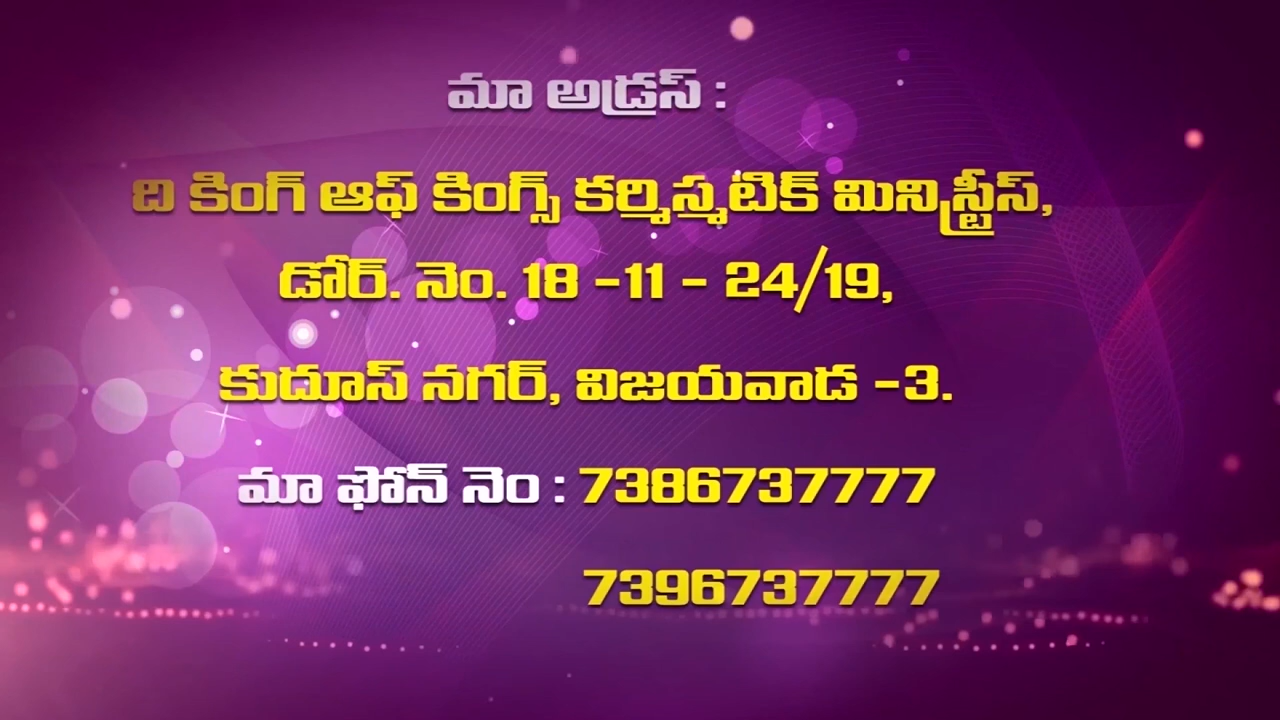 మా అడ్రస్ :
ది కింగ్ ఆఫ్ కింగ్స్ కర్మిస్మటిక్ మినిస్ట్రీస్,
డోర్. నెం. 18 -11 - 24/19,
కుదూస్ నగర్, విజయవాడ -3.
మా ఫోన్ నెం : 7386737777
7396737777